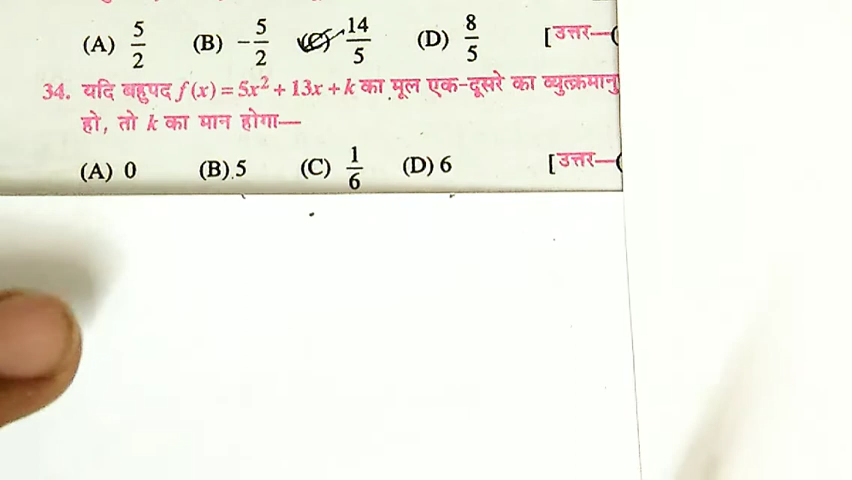 (A) 5/2 (B) -5/2 (C) 14/5 (D) 8/5 [उत्तर—(
34. यदि बहुपद f(x) = 5x² + 13x + k का मूल एक-दूसरे का व्युत्क्रमानु
हो, तो k का मान होगा—
(A) 0 (B) 5 (C) 1/6 (D) 6 [उत्तर—(